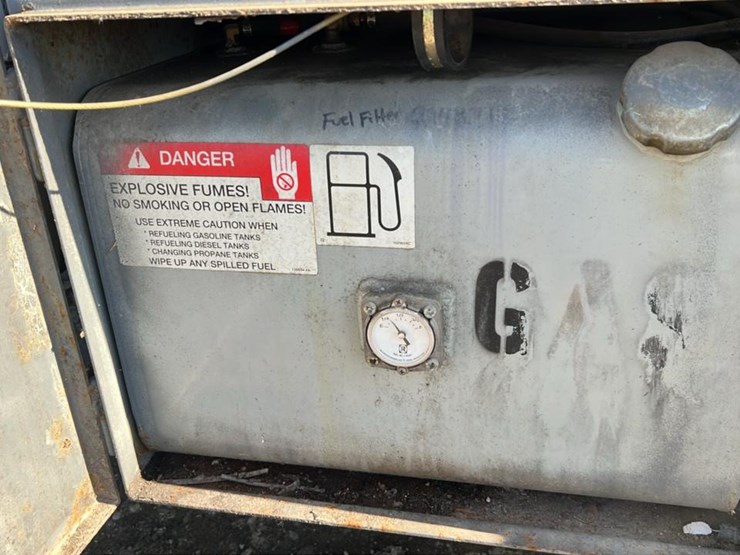 Fuel Filter
DANGER
EXPLOSIVE FUMES!
NO SMOKING OR OPEN FLAMES!
USE EXTREME CAUTION WHEN
* REFUELING GASOLINE TANKS
* REFUELING DIESEL TANKS
* CHANGING PROPANE TANKS
WIPE UP ANY SPILLED FUEL
GAS